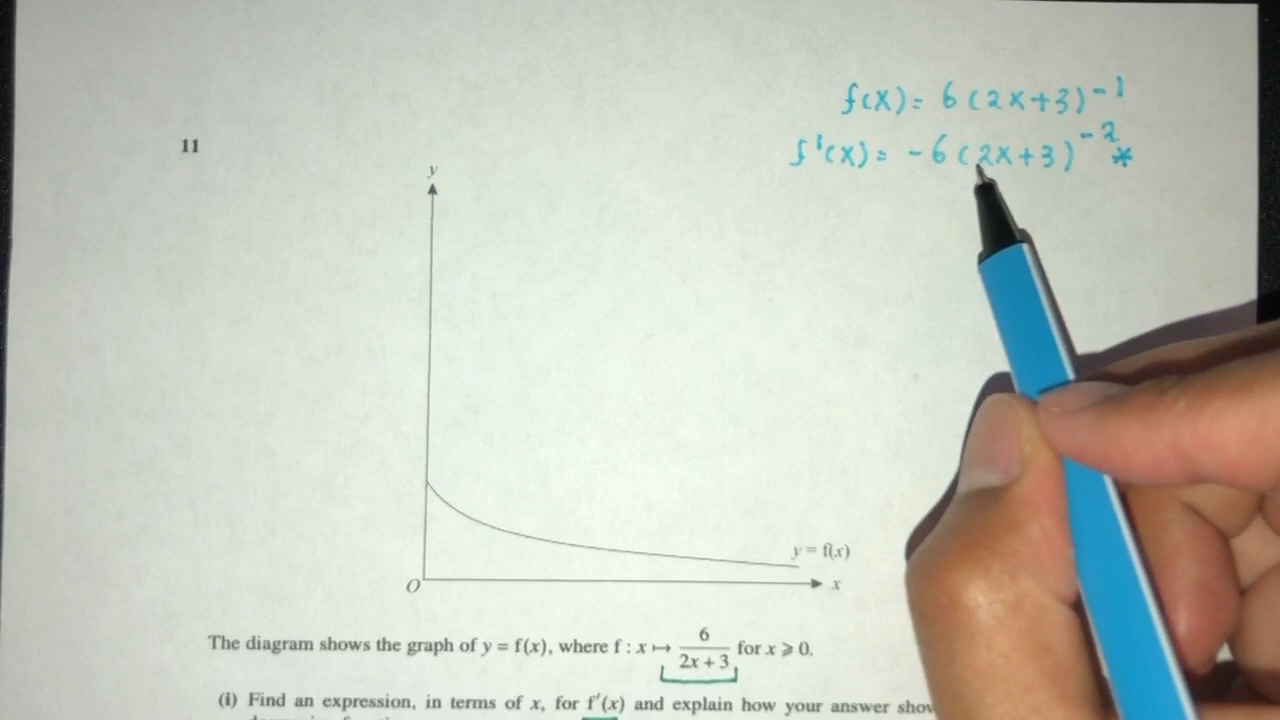 f(x) = 6(2x+3)^-1
11
f'(x) = -6(2x+3)^-2 *
y
y = f(x)
O
x
The diagram shows the graph of y = f(x), where f : x ↦ 6/(2x + 3) for x ⩾ 0.
(i) Find an expression, in terms of x, for f′(x) and explain how your answer